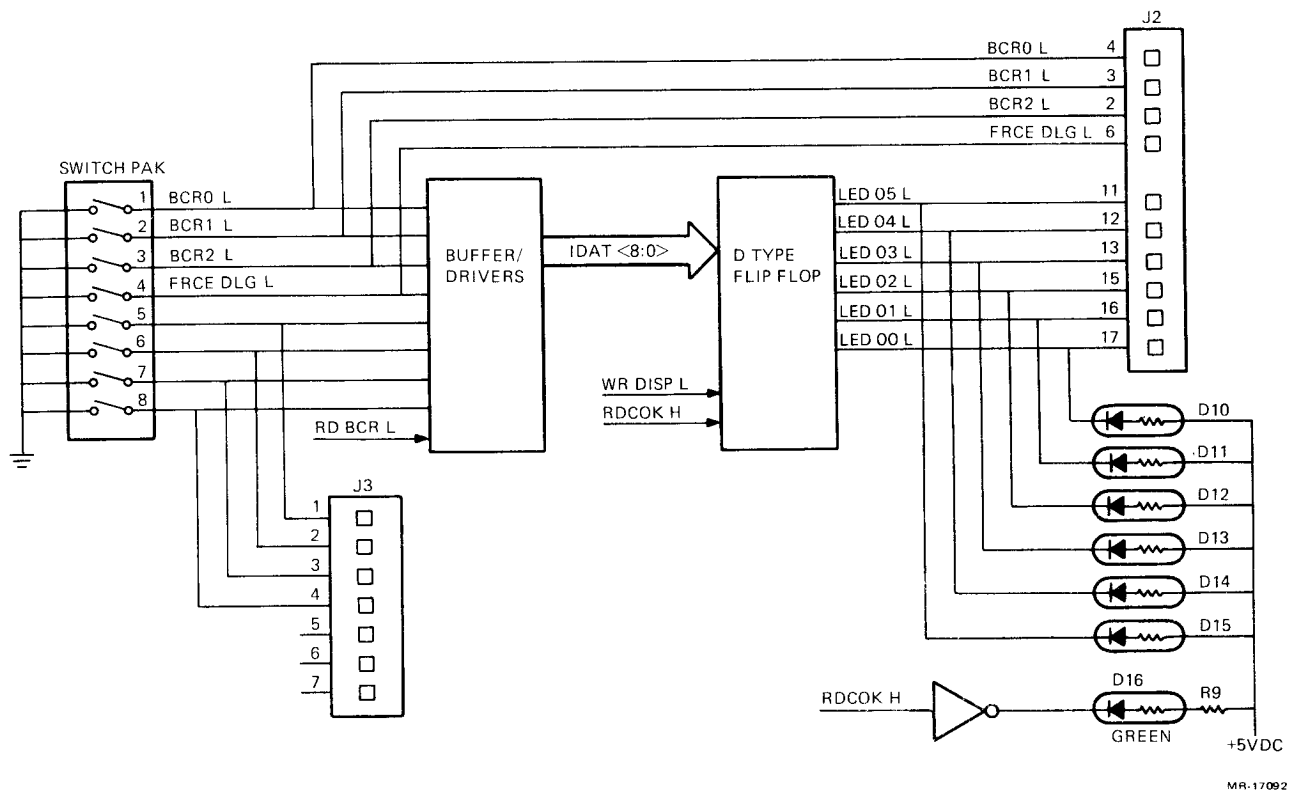 J2
BCR0 L 4
BCR1 L 3
BCR2 L 2
FRCE DLG L 6
SWITCH PAK
1 BCR0 L
2 BCR1 L
3 BCR2 L
4 FRCE DLG L
5
6
7
8
RD BCR L
BUFFER/
DRIVERS
IDAT <8:0>
D TYPE
FLIP FLOP
WR DISP L
RDCOK H
LED 05 L 11
LED 04 L 12
LED 03 L 13
LED 02 L 15
LED 01 L 16
LED 00 L 17
D10
D11
D12
D13
D14
D15
J3
1
2
3
4
5
6
7
RDCOK H
D16
GREEN
R9
+5VDC
MR-17092